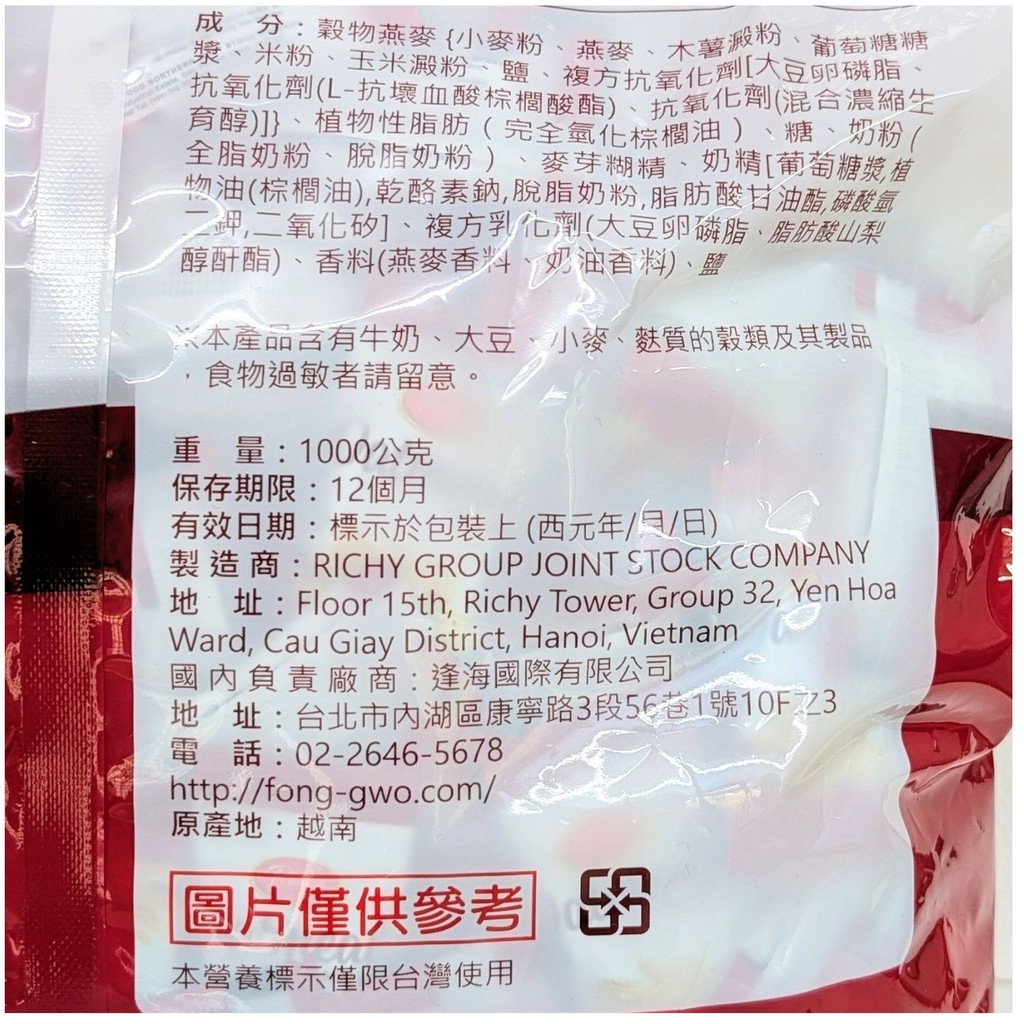 成　分：穀物燕麥{小麥粉、燕麥、木薯澱粉、葡萄糖糖
漿、米粉、玉米澱粉、鹽、複方抗氧化劑[大豆卵磷脂、
抗氧化劑(L-抗壞血酸棕櫚酸酯)、抗氧化劑(混合濃縮生
育醇)]}、植物性脂肪(完全氫化棕櫚油)、糖、奶粉(
全脂奶粉、脫脂奶粉)、麥芽糊精、奶精[葡萄糖漿,植
物油(棕櫚油),乾酪素鈉,脫脂奶粉,脂肪酸甘油酯,磷酸氫
二鉀,二氧化矽]、複方乳化劑(大豆卵磷脂、脂肪酸山梨
醇酐酯)、香料(燕麥香料、奶油香料)、鹽
※本產品含有牛奶、大豆、小麥、麩質的穀類及其製品
，食物過敏者請留意。
重　量：1000公克
保存期限：12個月
有效日期：標示於包裝上(西元年/月/日)
製造商：RICHY GROUP JOINT STOCK COMPANY
地　址：Floor 15th, Richy Tower, Group 32, Yen Hoa
Ward, Cau Giay District, Hanoi, Vietnam
國內負責廠商：逢海國際有限公司
地　址：台北市內湖區康寧路3段56巷1號10F Z3
電　話：02-2646-5678
http://fong-gwo.com/
原產地：越南
圖片僅供參考
本營養標示僅限台灣使用